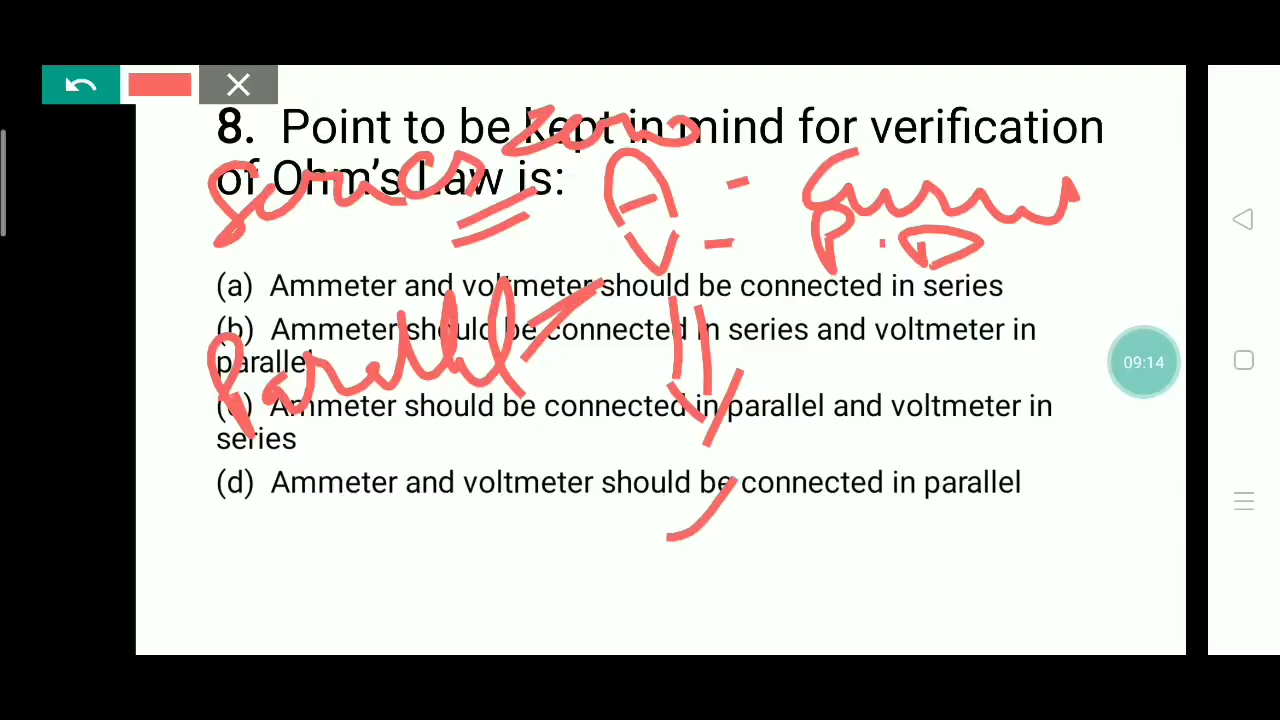 8. Point to be kept in mind for verification
of Ohm's Law is:
Series zero
A - Curren
V - P.D
(a) Ammeter and voltmeter should be connected in series
(b) Ammeter should be connected in series and voltmeter in
parallel
Parallel
(c) Ammeter should be connected in parallel and voltmeter in
series
(d) Ammeter and voltmeter should be connected in parallel
09:14